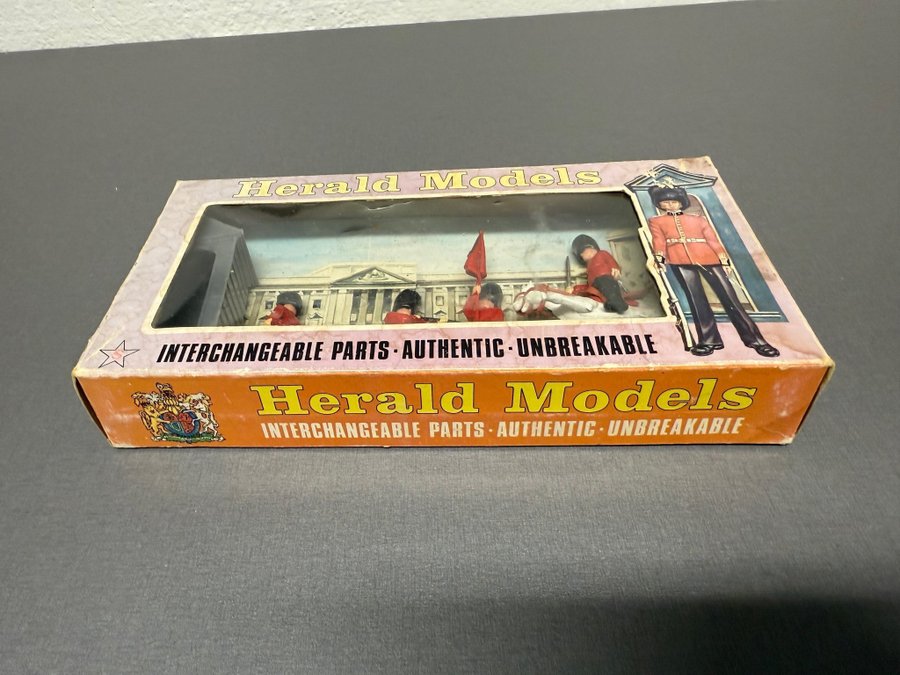 Herald Models
INTERCHANGEABLE PARTS · AUTHENTIC · UNBREAKABLE
Herald Models
INTERCHANGEABLE PARTS · AUTHENTIC · UNBREAKABLE